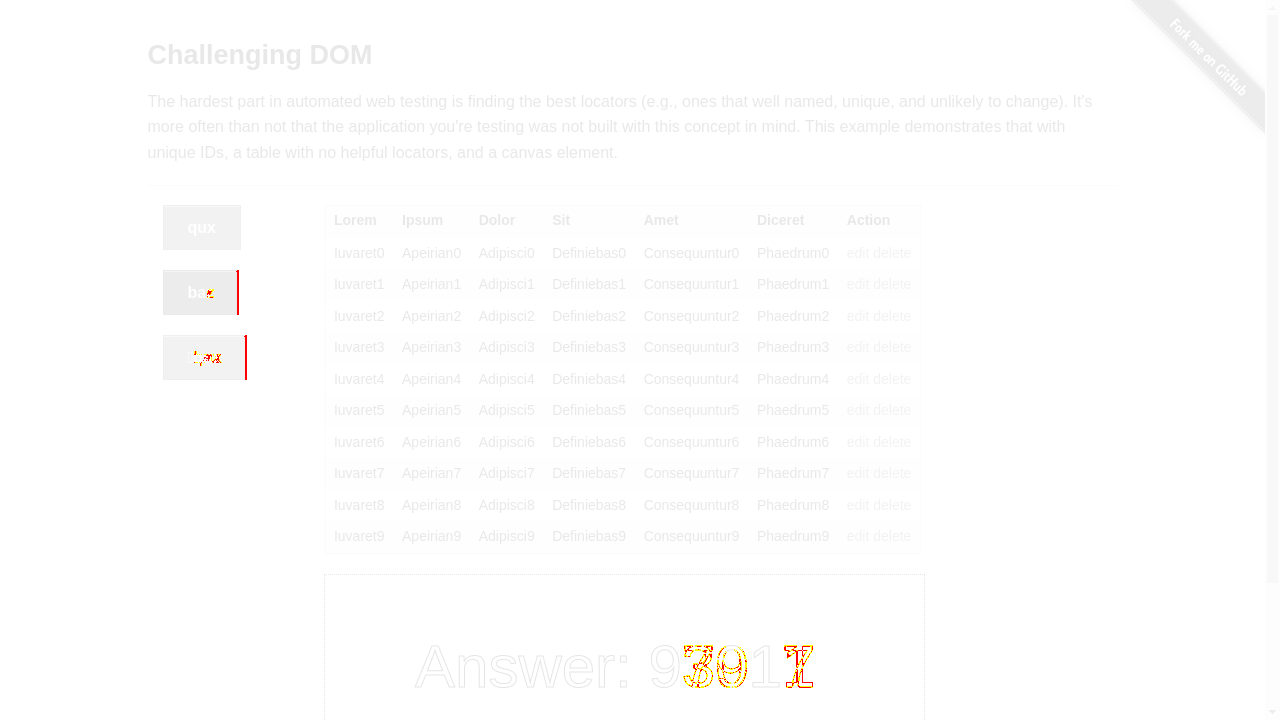 Fork me on GitHub
Challenging DOM
The hardest part in automated web testing is finding the best locators (e.g., ones that well named, unique, and unlikely to change). It's
more often than not that the application you're testing was not built with this concept in mind. This example demonstrates that with
unique IDs, a table with no helpful locators, and a canvas element.
qux
Lorem Ipsum Dolor Sit Amet Diceret Action
Iuvaret0 Apeirian0 Adipisci0 Definiebas0 Consequuntur0 Phaedrum0 edit delete
Iuvaret1 Apeirian1 Adipisci1 Definiebas1 Consequuntur1 Phaedrum1 edit delete
Iuvaret2 Apeirian2 Adipisci2 Definiebas2 Consequuntur2 Phaedrum2 edit delete
Iuvaret3 Apeirian3 Adipisci3 Definiebas3 Consequuntur3 Phaedrum3 edit delete
Iuvaret4 Apeirian4 Adipisci4 Definiebas4 Consequuntur4 Phaedrum4 edit delete
Iuvaret5 Apeirian5 Adipisci5 Definiebas5 Consequuntur5 Phaedrum5 edit delete
Iuvaret6 Apeirian6 Adipisci6 Definiebas6 Consequuntur6 Phaedrum6 edit delete
Iuvaret7 Apeirian7 Adipisci7 Definiebas7 Consequuntur7 Phaedrum7 edit delete
Iuvaret8 Apeirian8 Adipisci8 Definiebas8 Consequuntur8 Phaedrum8 edit delete
Iuvaret9 Apeirian9 Adipisci9 Definiebas9 Consequuntur9 Phaedrum9 edit delete
Answer: